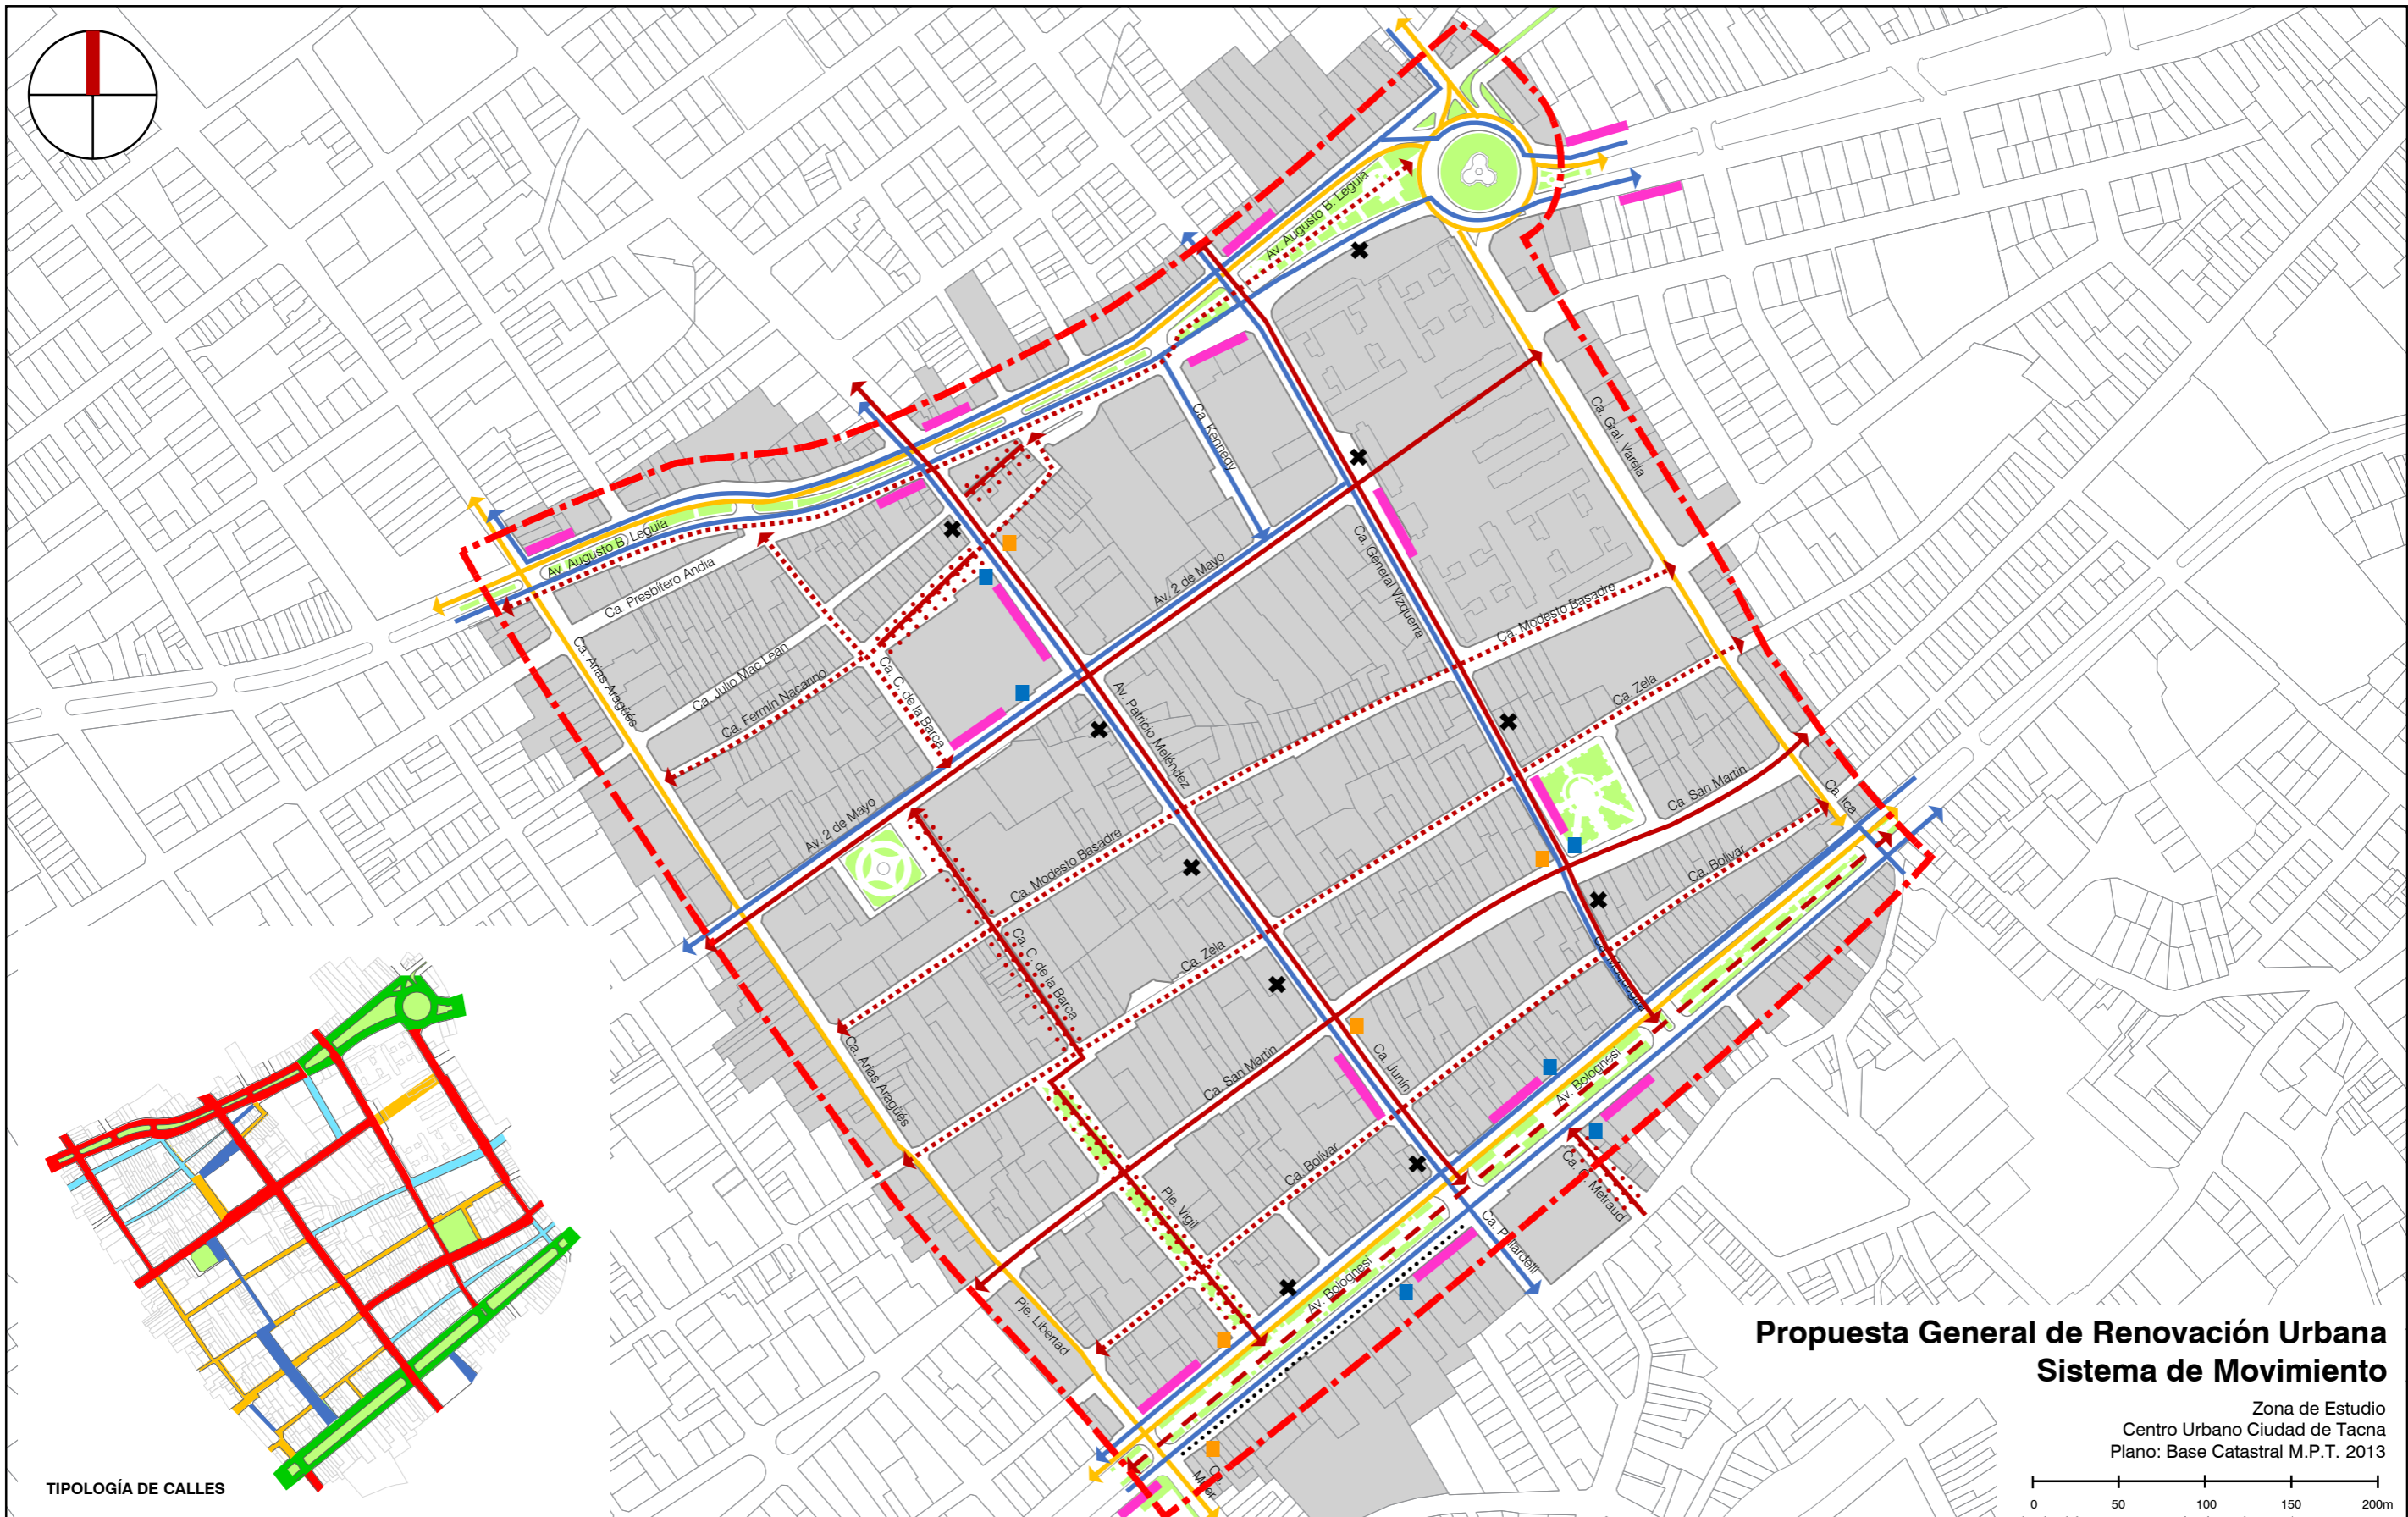 Av. Augusto B. Leguía
Ca. Kennedy
Ca. Gral. Varela
Av. Augusto B. Leguía
Ca. Presbítero Andia
Av. 2 de Mayo
Ca. General Vizquerra
Ca. Modesto Basadre
Ca. Arias Aragüés
Ca. Julio Mac Lean
Ca. Fermin Nacarino
Ca. C. de la Barca
Av. Patricio Meléndez
Ca. Zela
Ca. San Martin
Ca. Ica
Av. 2 de Mayo
Ca. Modesto Basadre
Ca. Bolívar
Ca. C. de la Barca
Ca. Zela
Ca. Moquegua
Ca. Arias Aragüés
Ca. San Martin
Ca. Junín
Av. Bolognesi
Ca. Bolívar
Pje. Vigil
Metraud
Ca. Pallardelli
Av. Bolognesi
Pje. Libertad
TIPOLOGÍA DE CALLES
Propuesta General de Renovación Urbana
Sistema de Movimiento
Zona de Estudio
Centro Urbano Ciudad de Tacna
Plano: Base Catastral M.P.T. 2013
0 50 100 150 200m